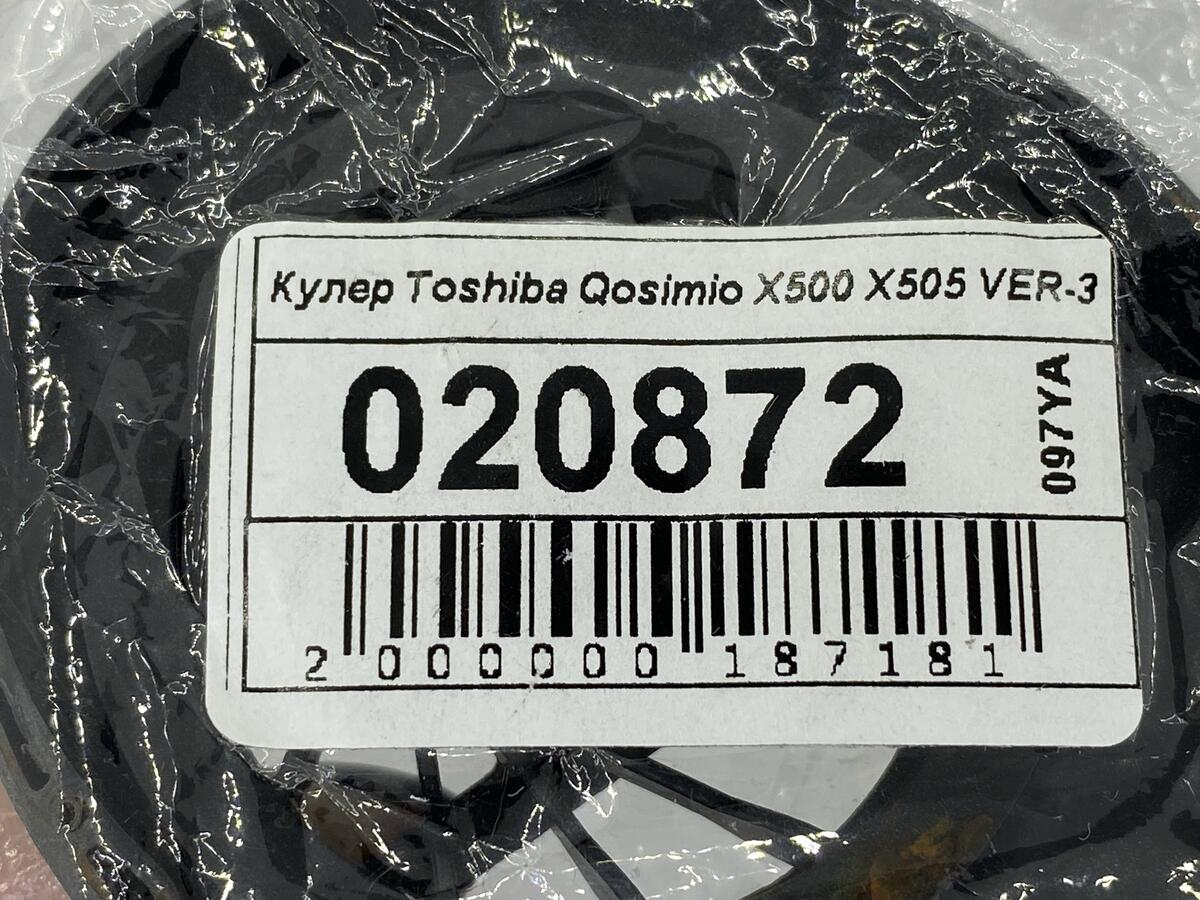 Кулер Toshiba Qosimio X500 X505 VER-3
020872
097YA
2 000000 187181